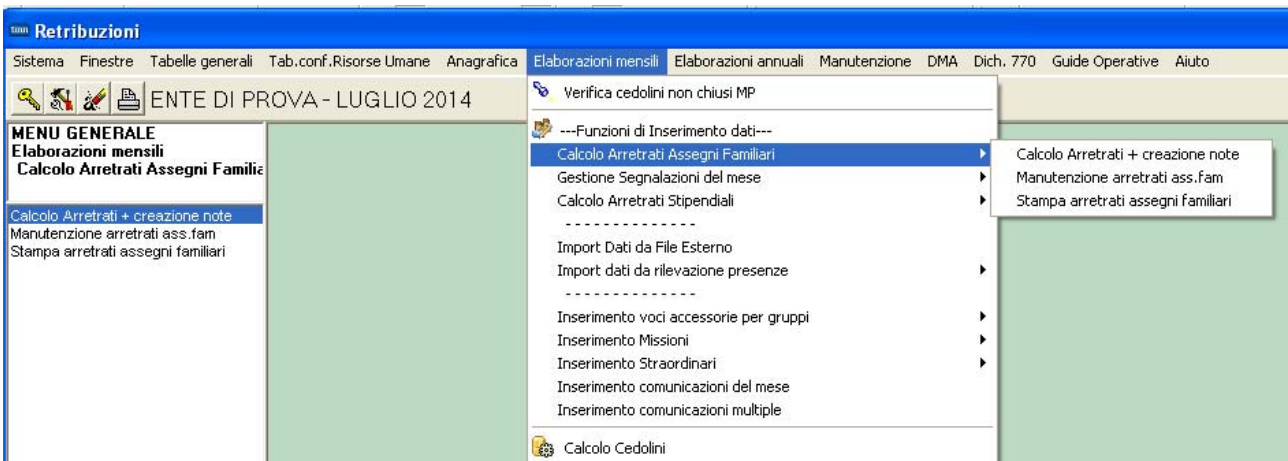 tinn Retribuzioni
Sistema Finestre Tabelle generali Tab.conf.Risorse Umane Anagrafica Elaborazioni mensili Elaborazioni annuali Manutenzione DMA Dich. 770 Guide Operative Aiuto
ENTE DI PROVA - LUGLIO 2014
MENU GENERALE
Elaborazioni mensili
Calcolo Arretrati Assegni Familia
Calcolo Arretrati + creazione note
Manutenzione arretrati ass.fam
Stampa arretrati assegni familiari
Verifica cedolini non chiusi MP
---Funzioni di Inserimento dati---
Calcolo Arretrati Assegni Familiari
Gestione Segnalazioni del mese
Calcolo Arretrati Stipendiali
- - - - - - - - - - - - - -
Import Dati da File Esterno
Import dati da rilevazione presenze
- - - - - - - - - - - - - -
Inserimento voci accessorie per gruppi
Inserimento Missioni
Inserimento Straordinari
Inserimento comunicazioni del mese
Inserimento comunicazioni multiple
Calcolo Cedolini
Calcolo Arretrati + creazione note
Manutenzione arretrati ass.fam
Stampa arretrati assegni familiari